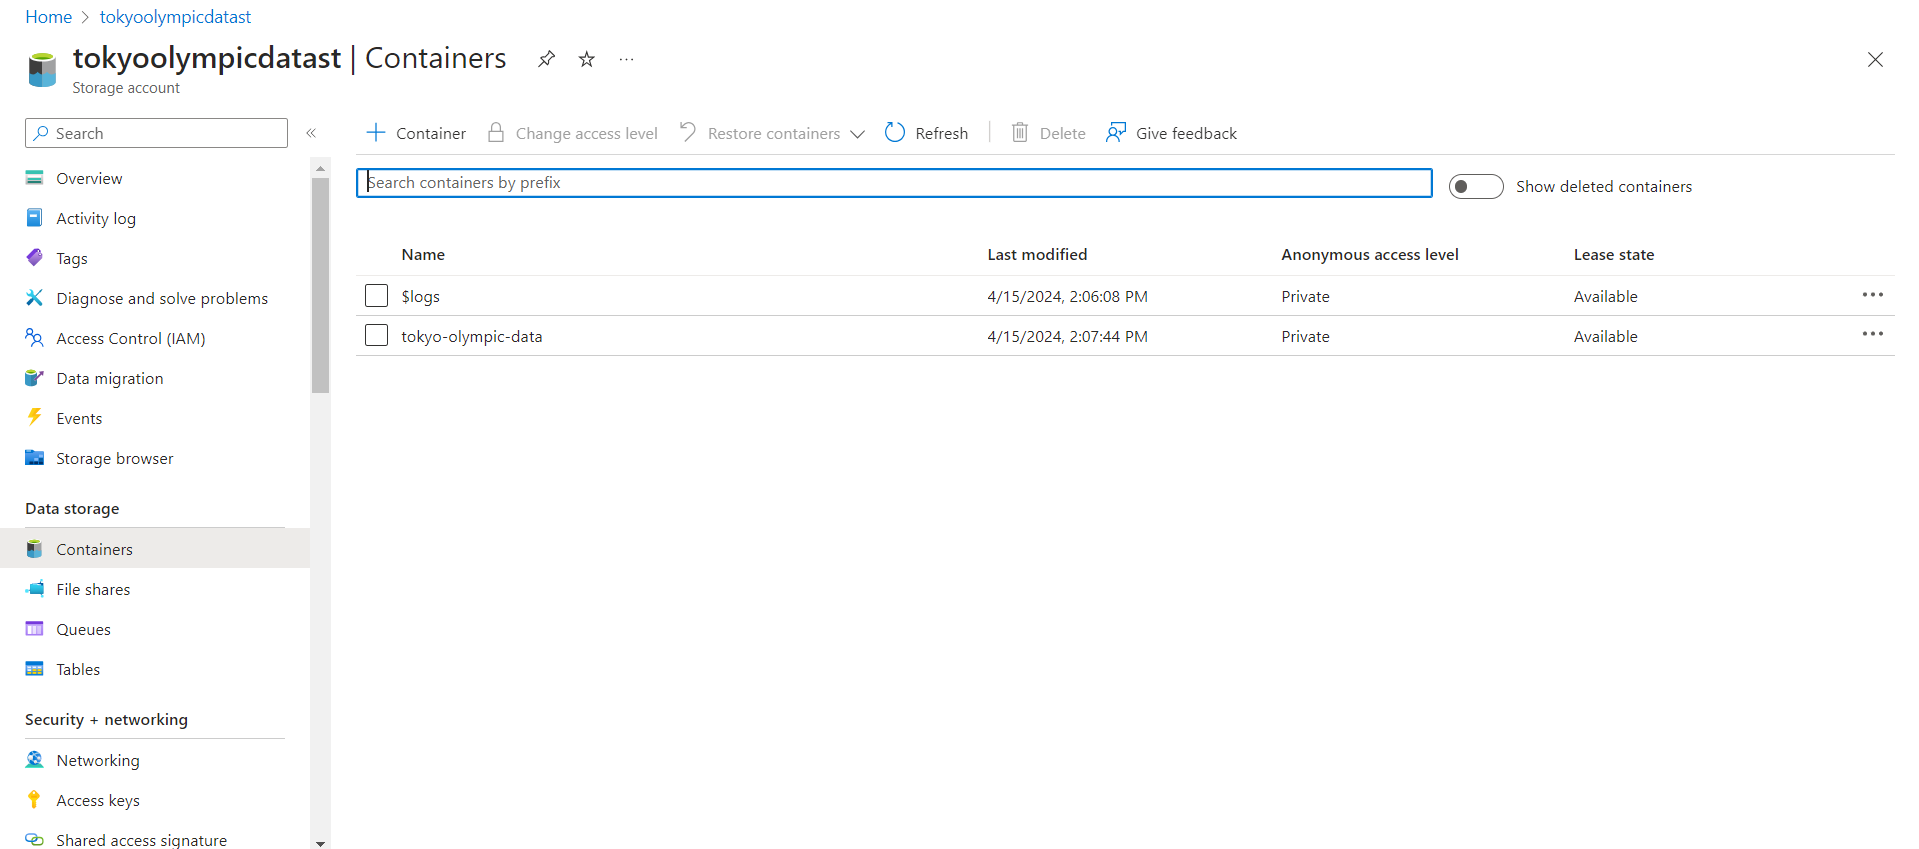 Home > tokyoolympicdatast
tokyoolympicdatast | Containers
Storage account
Search
Overview
Activity log
Tags
Diagnose and solve problems
Access Control (IAM)
Data migration
Events
Storage browser
Data storage
Containers
File shares
Queues
Tables
Security + networking
Networking
Access keys
Shared access signature
Container Change access level Restore containers Refresh Delete Give feedback
Search containers by prefix
Show deleted containers
Name Last modified Anonymous access level Lease state
$logs 4/15/2024, 2:06:08 PM Private Available
tokyo-olympic-data 4/15/2024, 2:07:44 PM Private Available